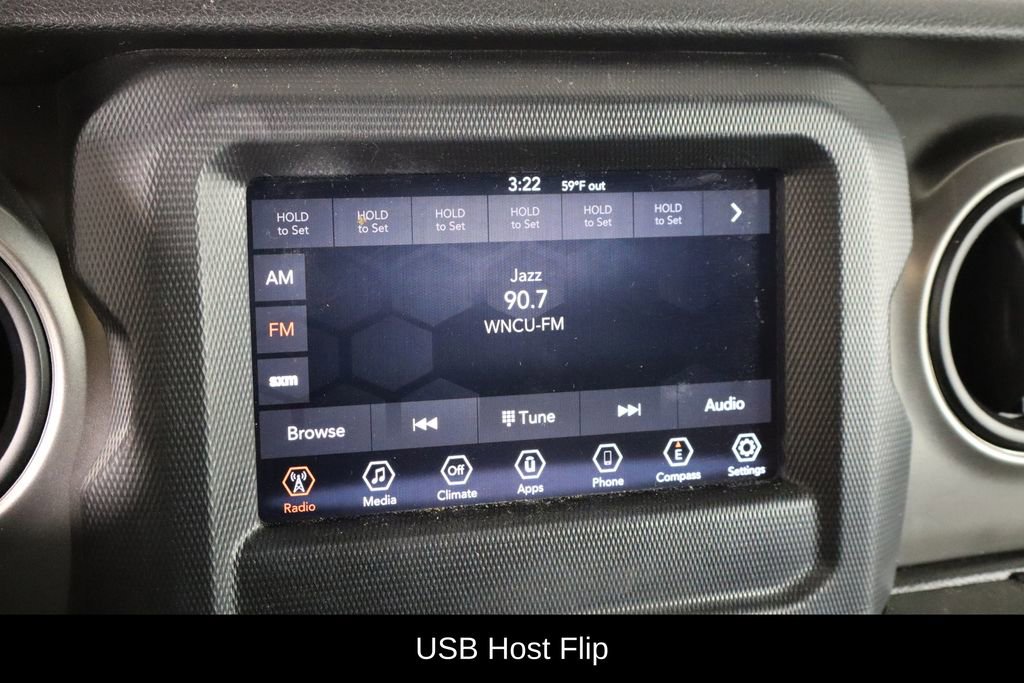 3:22 59°F out
HOLD to Set
HOLD to Set
HOLD to Set
HOLD to Set
HOLD to Set
HOLD to Set
AM
FM
sxm
Jazz
90.7
WNCU-FM
Browse
Tune
Audio
Radio
Media
Off
Climate
Apps
Phone
E
Compass
Settings
USB Host Flip